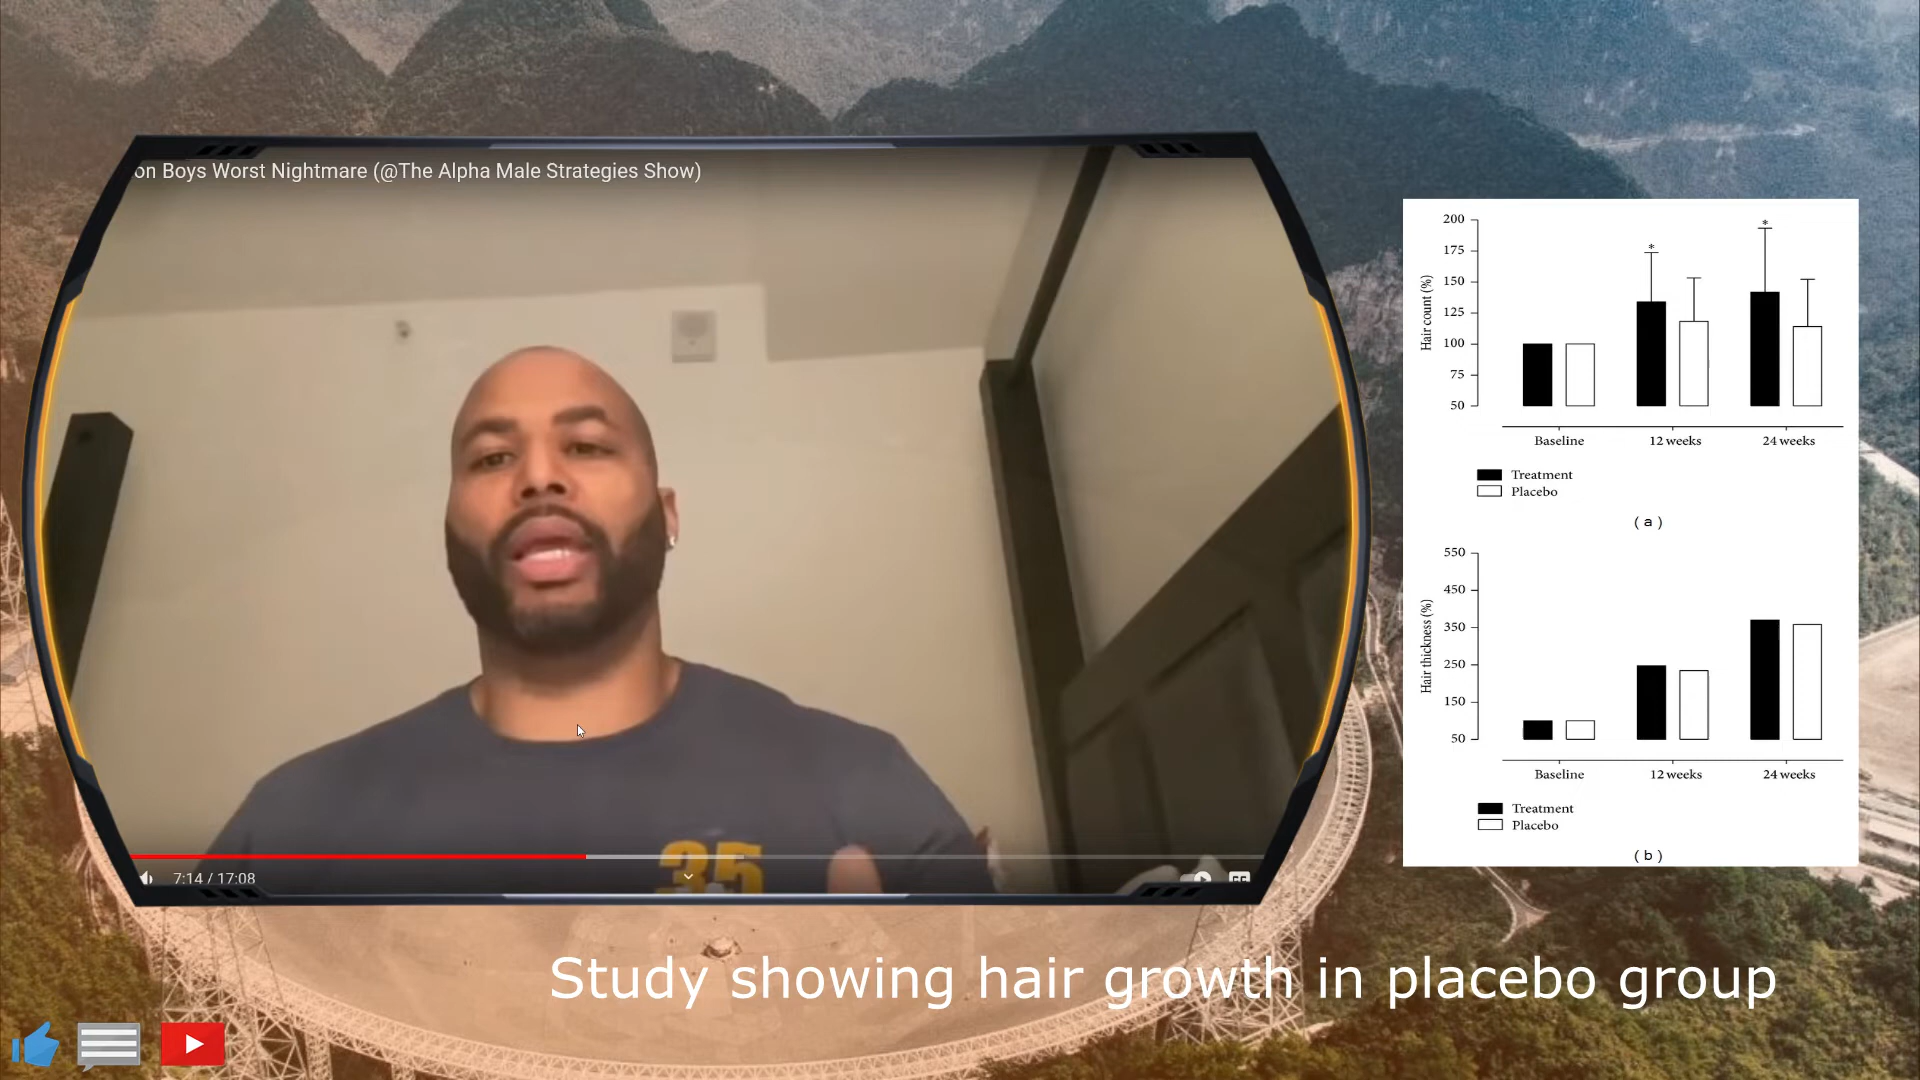 on Boys Worst Nightmare (@The Alpha Male Strategies Show)
35
7:14 / 17:08
200
175
150
125
100
75
50
Hair count (%)
*
*
Baseline
12 weeks
24 weeks
Treatment
Placebo
( a )
550
450
350
250
150
50
Hair thickness (%)
Baseline
12 weeks
24 weeks
Treatment
Placebo
( b )
Study showing hair growth in placebo group